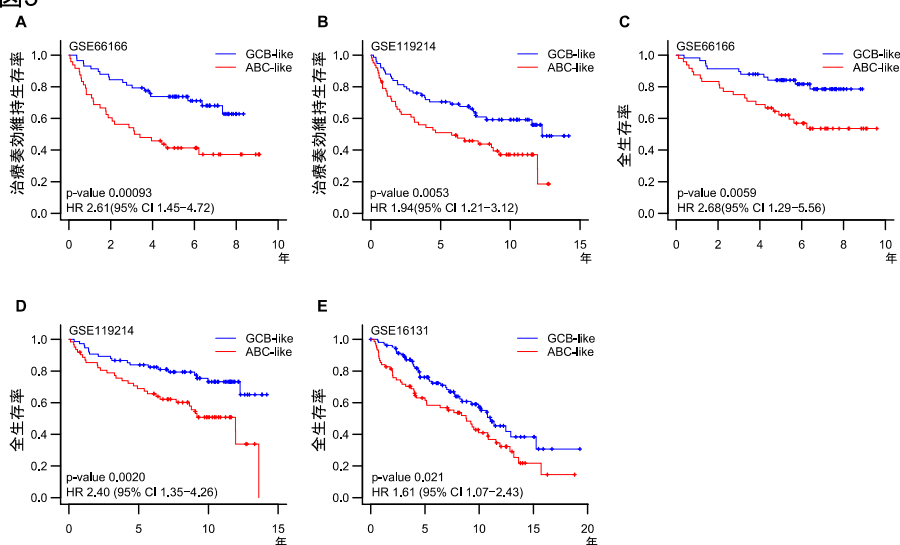 A
GSE66166
GCB-like
ABC-like
治療奏効維持生存率
1.0
0.8
0.6
0.4
0.2
0.0
p-value 0.00093
HR 2.61(95% CI 1.45−4.72)
0 2 4 6 8 10
年
B
GSE119214
GCB-like
ABC-like
治療奏効維持生存率
1.0
0.8
0.6
0.4
0.2
0.0
p-value 0.0053
HR 1.94(95% CI 1.21−3.12)
0 5 10 15
年
C
GSE66166
GCB-like
ABC-like
全生存率
1.0
0.8
0.6
0.4
0.2
0.0
p-value 0.0059
HR 2.68(95% CI 1.29−5.56)
0 2 4 6 8 10
年
D
GSE119214
GCB-like
ABC-like
全生存率
1.0
0.8
0.6
0.4
0.2
0.0
p-value 0.0020
HR 2.40 (95% CI 1.35−4.26)
0 5 10 15
年
E
GSE16131
GCB-like
ABC-like
全生存率
1.0
0.8
0.6
0.4
0.2
0.0
p-value 0.021
HR 1.61 (95% CI 1.07−2.43)
0 5 10 15 20
年